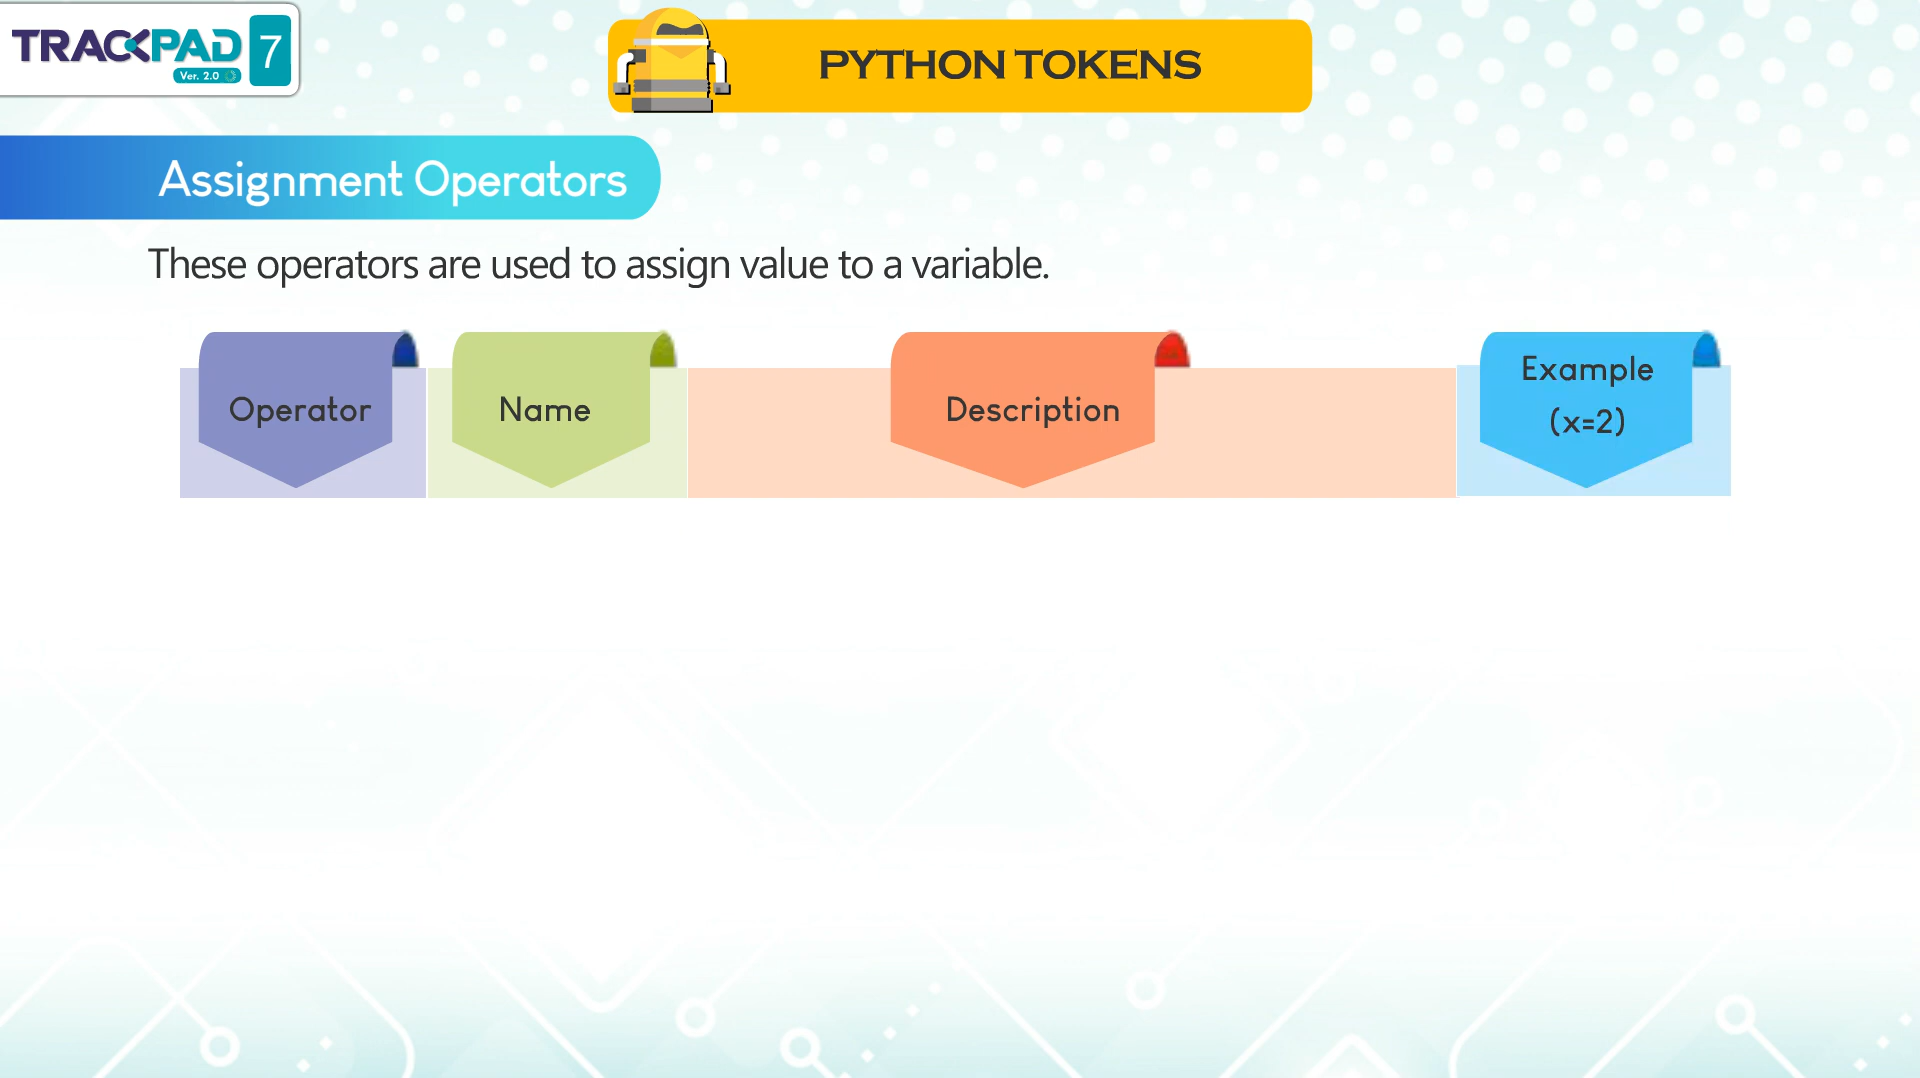 TRACKPAD
Ver. 2.0
7
PYTHON TOKENS
Assignment Operators
These operators are used to assign value to a variable.
Operator
Name
Description
Example
(x=2)